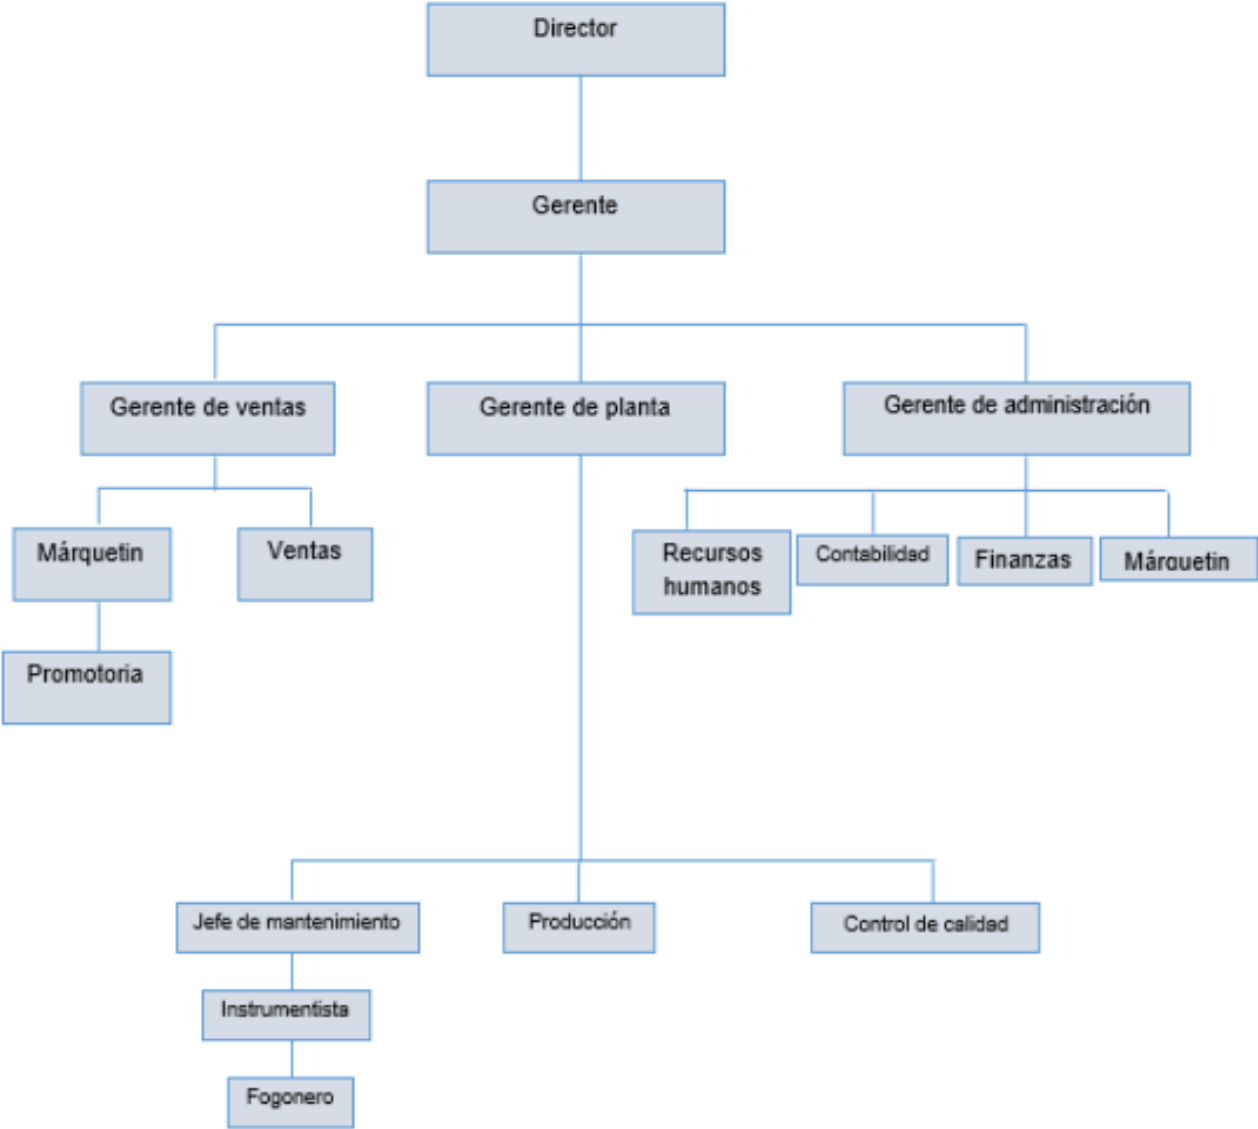 Director
Gerente
Gerente de ventas
Gerente de planta
Gerente de administración
Márquetin
Ventas
Recursos
humanos
Contabilidad
Finanzas
Márquetin
Promotoria
Jefe de mantenimiento
Producción
Control de calidad
Instrumentista
Fogonero